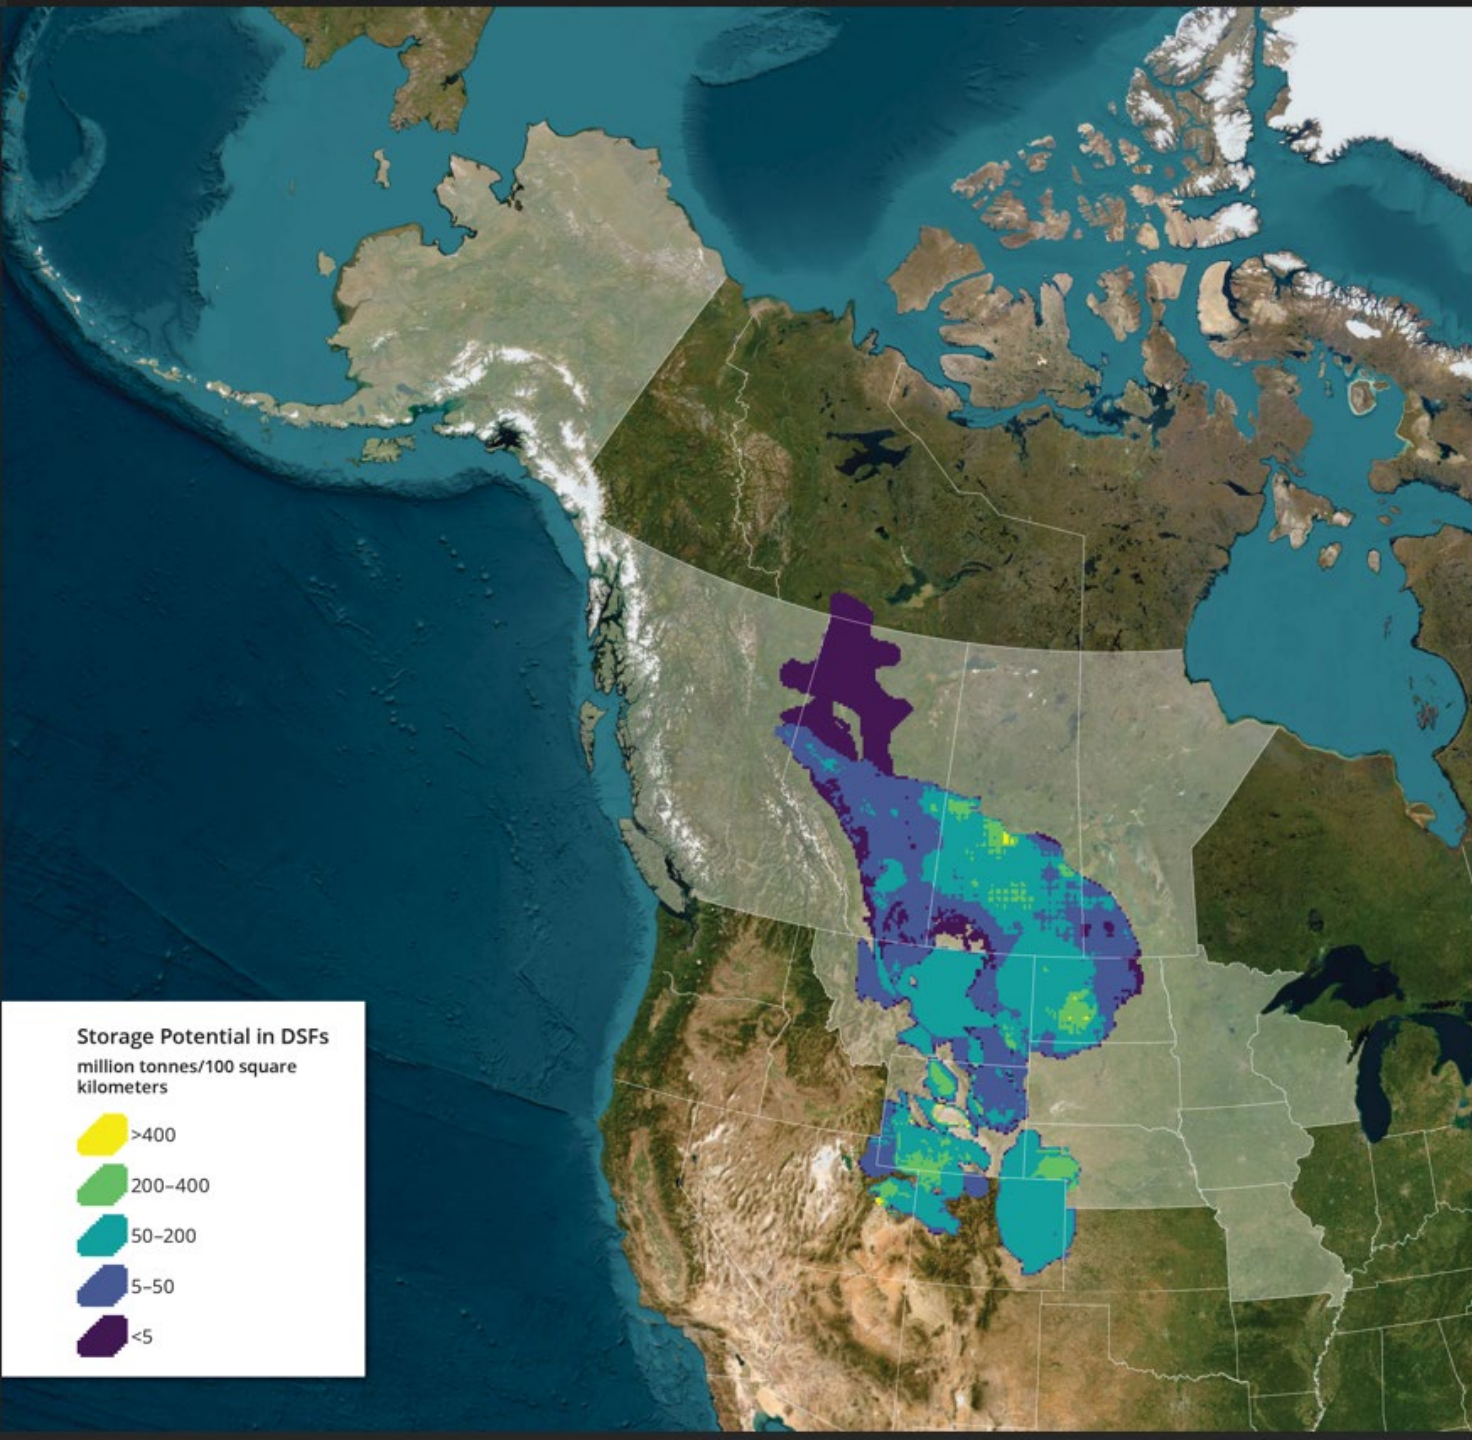 Storage Potential in DSFs
million tonnes/100 square
kilometers
>400
200–400
50–200
5–50
<5